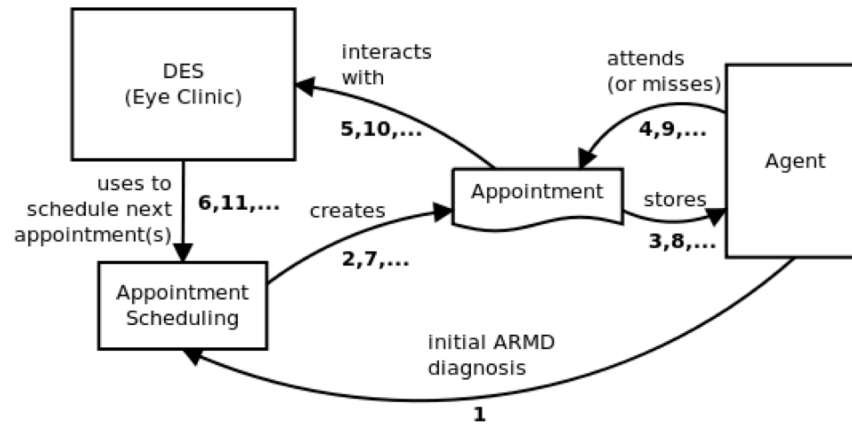 DES
(Eye Clinic)
interacts
with
5,10,...
attends
(or misses)
4,9,...
Agent
uses to
schedule next
appointment(s)
6,11,...
creates
2,7,...
Appointment
stores
3,8,...
Appointment
Scheduling
initial ARMD
diagnosis
1